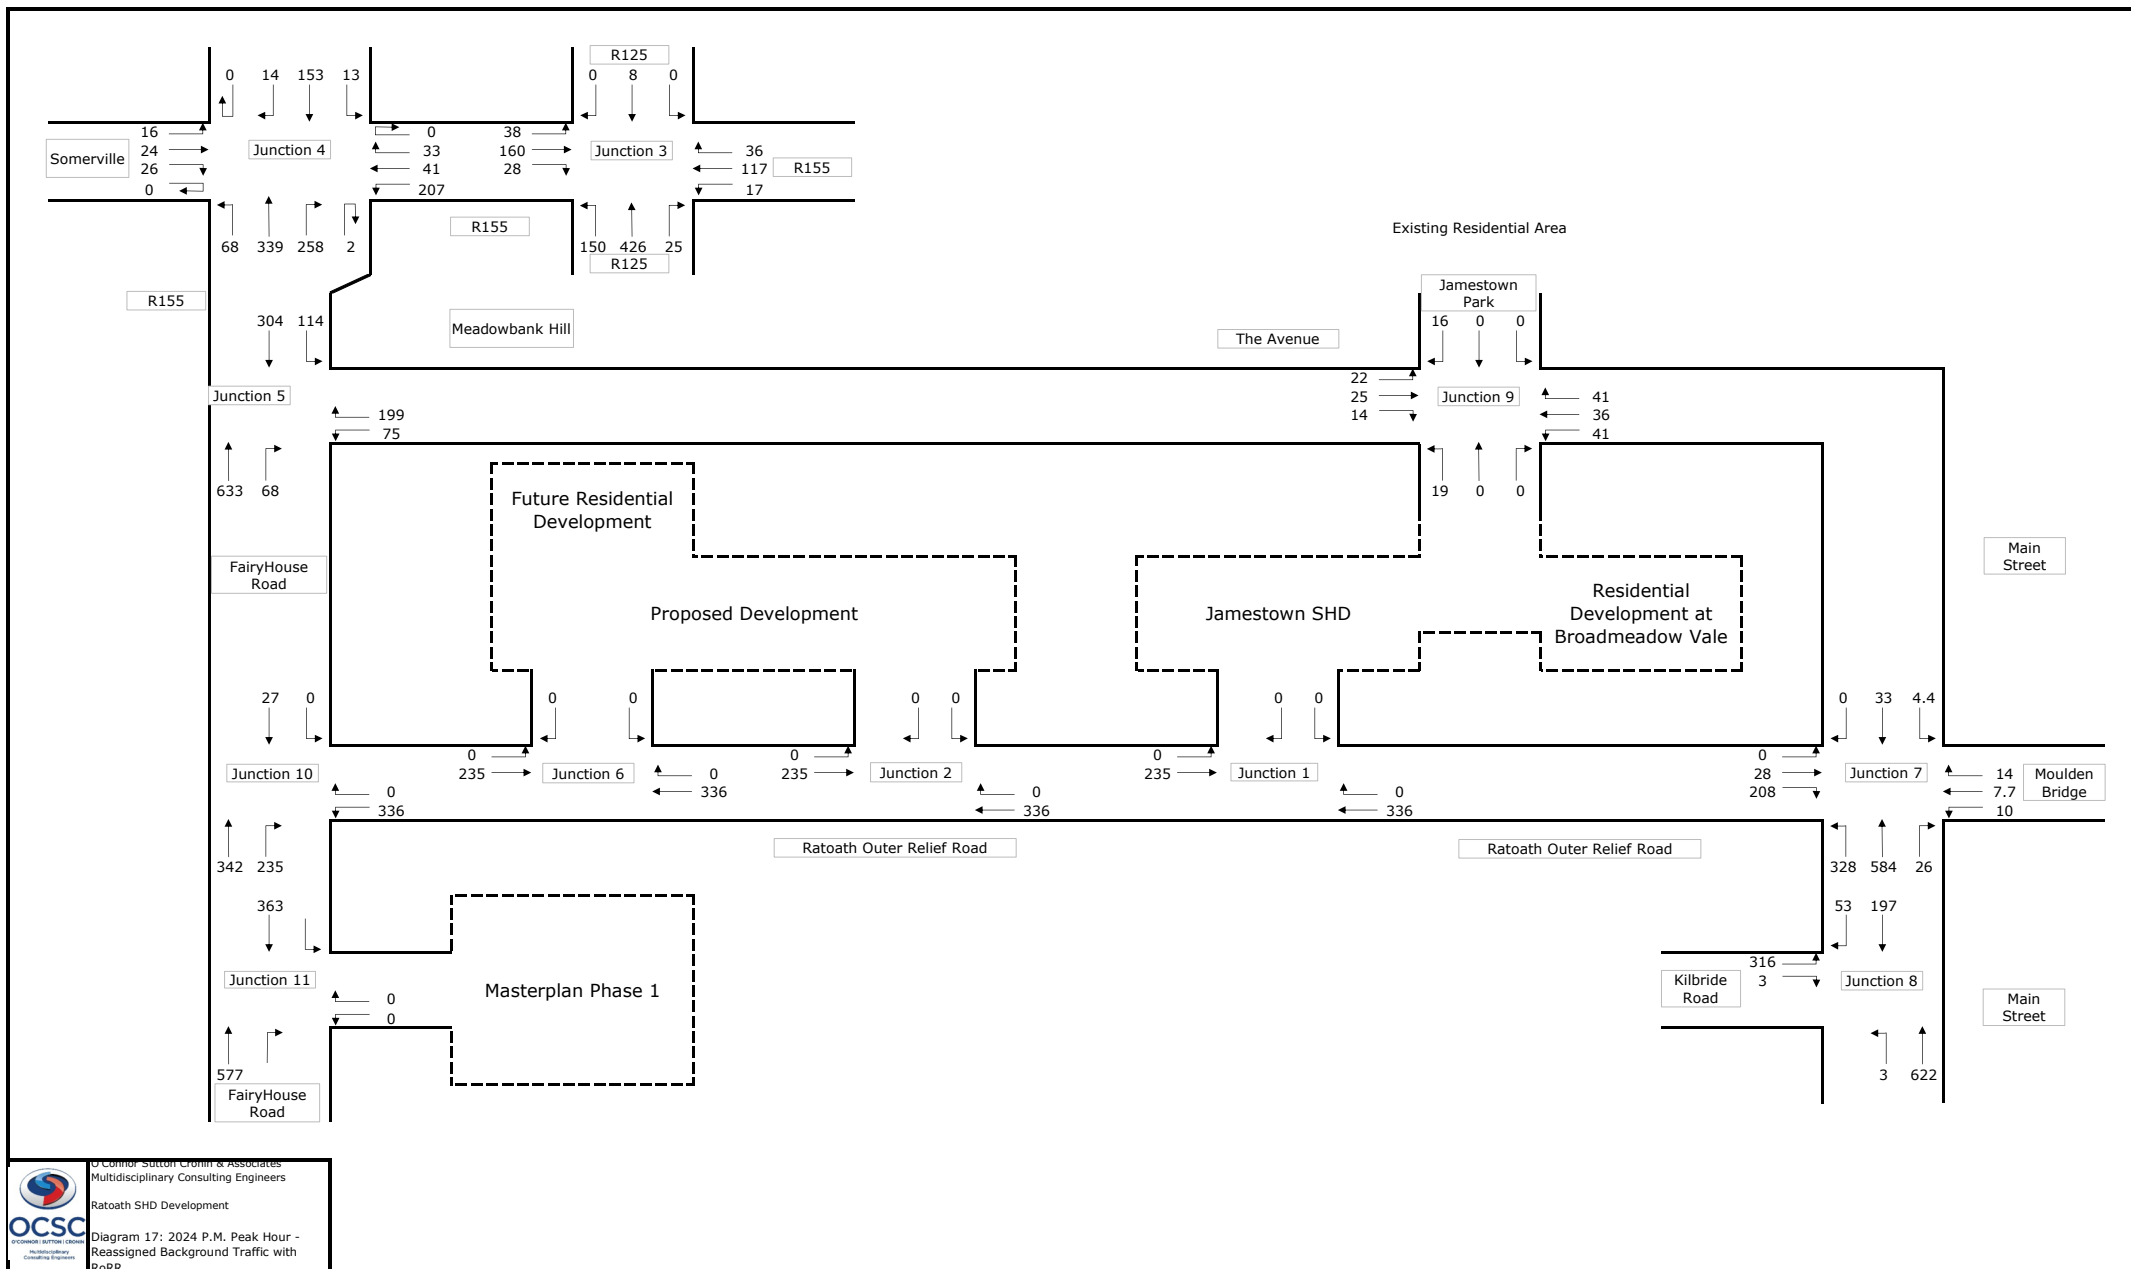 R125
0 14 153 13
0 8 0
16
24
26
0
Somerville
Junction 4
0
33
41
207
38
160
28
Junction 3
36
117
17
R155
68 339 258 2
R155
150 426 25
R125
Existing Residential Area
R155
304 114
Meadowbank Hill
The Avenue
Jamestown
Park
16 0 0
Junction 5
199
75
22
25
14
Junction 9
41
36
41
633 68
19 0 0
Future Residential
Development
FairyHouse
Road
Main
Street
Proposed Development
Jamestown SHD
Residential
Development at
Broadmeadow Vale
27 0
0 0
0 0
0 0
0 33 4.4
Junction 10
0
336
0
235
Junction 6
0
336
0
235
Junction 2
0
336
0
235
Junction 1
0
336
0
28
208
Junction 7
14
7.7
10
Moulden
Bridge
Ratoath Outer Relief Road
Ratoath Outer Relief Road
342 235
328 584 26
363
53 197
Junction 11
0
0
Masterplan Phase 1
Kilbride
Road
316
3
Junction 8
Main
Street
577
3 622
FairyHouse
Road
O'Connor Sutton Cronin & Associates
Multidisciplinary Consulting Engineers
Ratoath SHD Development
Diagram 17: 2024 P.M. Peak Hour -
Reassigned Background Traffic with
RoRR
OCSC
O'CONNOR | SUTTON | CRONIN
Multidisciplinary
Consulting Engineers